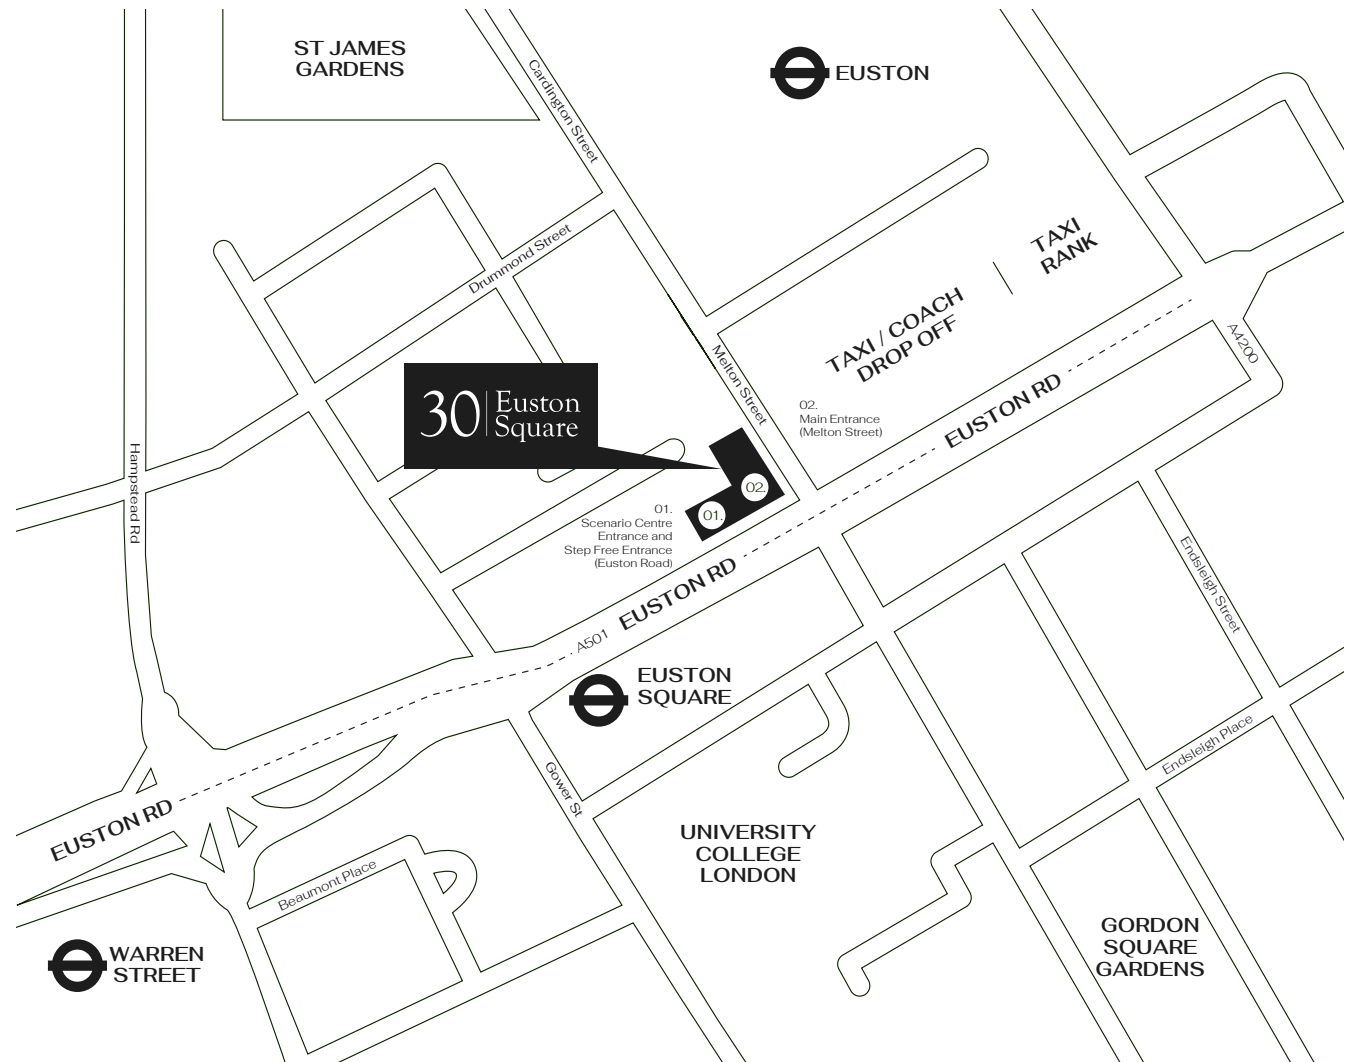 ST JAMES
GARDENS
EUSTON
Cardington Street
Drummond Street
TAXI
RANK
TAXI / COACH
DROP OFF
Melton Street
A4200
30 Euston
Square
02.
Main Entrance
(Melton Street)
EUSTON RD
Hampstead Rd
02.
01.
01.
Scenario Centre
Entrance and
Step Free Entrance
(Euston Road)
EUSTON RD
A501
Endsleigh Street
EUSTON
SQUARE
Endsleigh Place
Gower St
EUSTON RD
UNIVERSITY
COLLEGE
LONDON
Beaumont Place
WARREN
STREET
GORDON
SQUARE
GARDENS